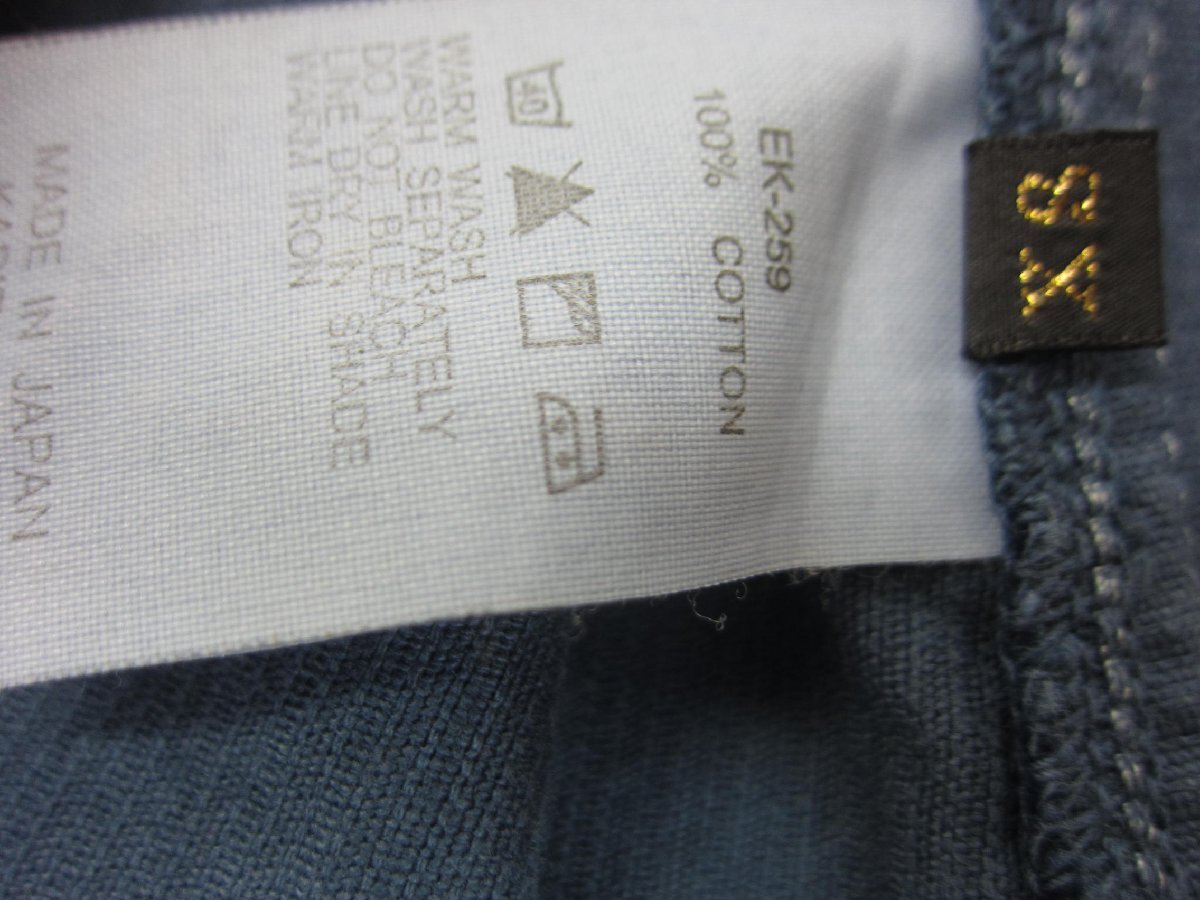 XS
EK-259
100% COTTON
40
WARM WASH
WASH SEPARATELY
DO NOT BLEACH
LINE DRY IN SHADE
WARM IRON
MADE IN JAPAN